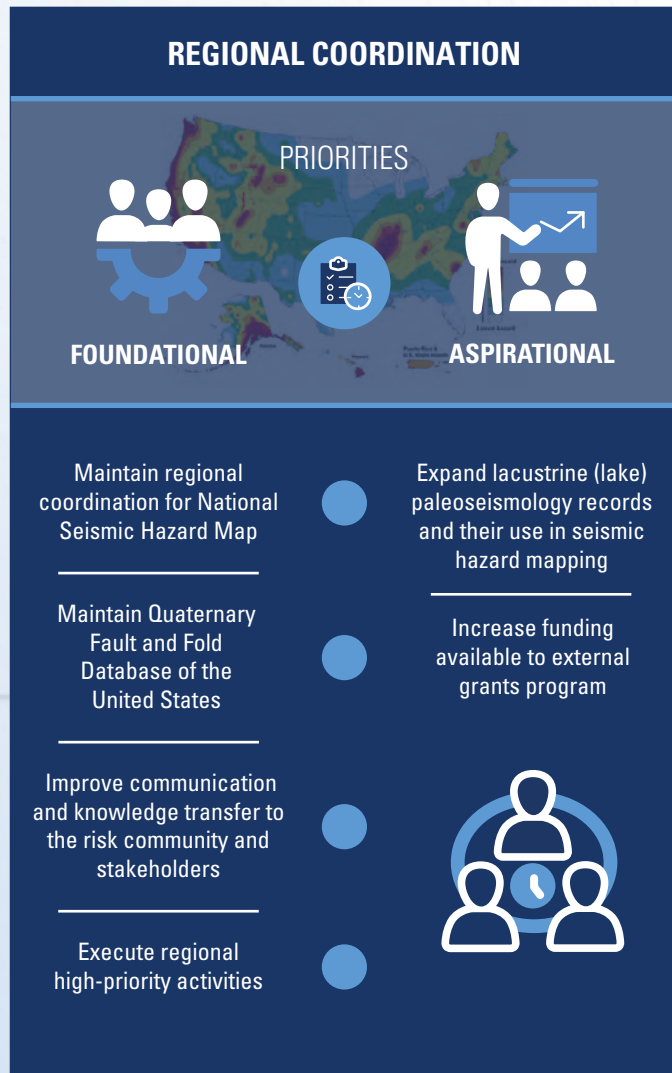 REGIONAL COORDINATION
PRIORITIES
FOUNDATIONAL
ASPIRATIONAL
Maintain regional
coordination for National
Seismic Hazard Map
Maintain Quaternary
Fault and Fold
Database of the
United States
Improve communication
and knowledge transfer to
the risk community and
stakeholders
Execute regional
high-priority activities
Expand lacustrine (lake)
paleoseismology records
and their use in seismic
hazard mapping
Increase funding
available to external
grants program